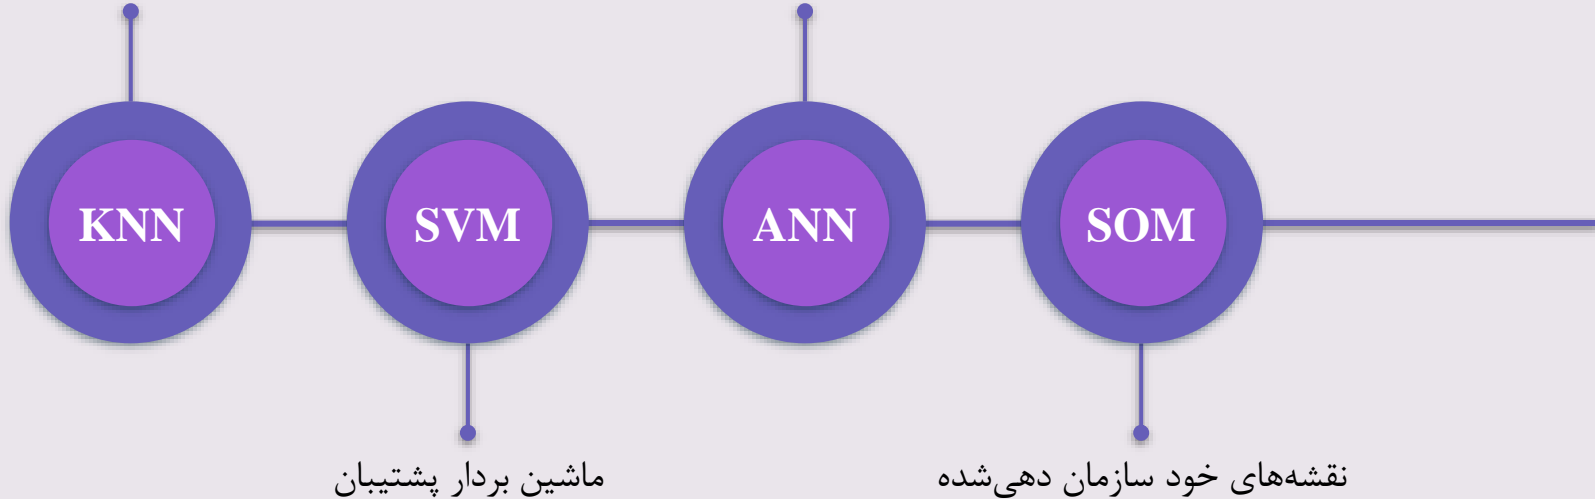 KNN
SVM
ANN
SOM
ماشین بردار پشتیبان
نقشه‌های خود سازمان دهی‌شده